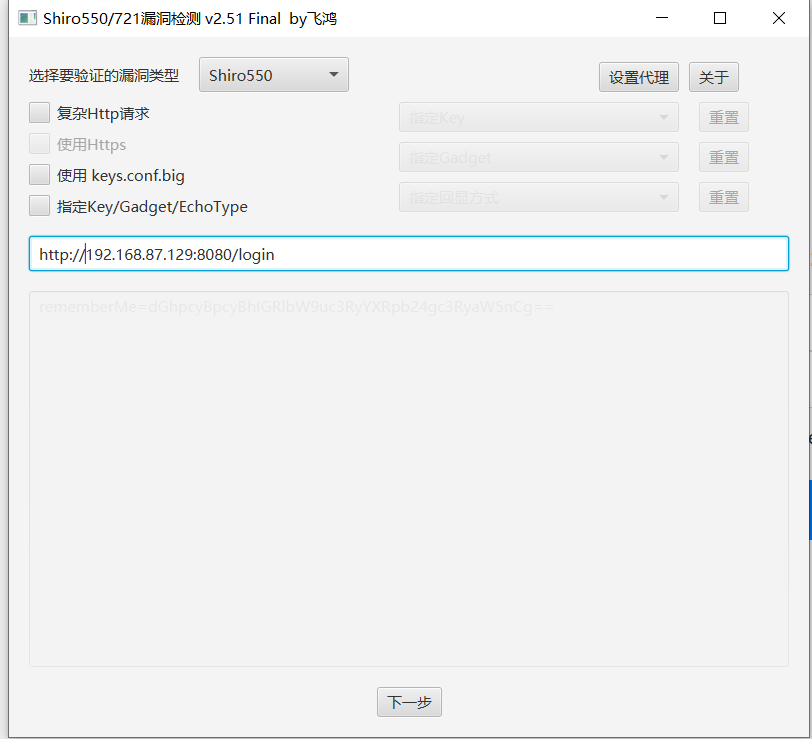 Shiro550/721漏洞检测 v2.51 Final  by飞鸿
选择要验证的漏洞类型 Shiro550 设置代理 关于
复杂Http请求 指定Key 重置
使用Https 指定Gadget 重置
使用 keys.conf.big 指定回显方式 重置
指定Key/Gadget/EchoType
http://192.168.87.129:8080/login
rememberMe=dGhpcyBpcyBhIGRlbW9uc3RyYXRpb24gc3RyaW5nCg==
下一步